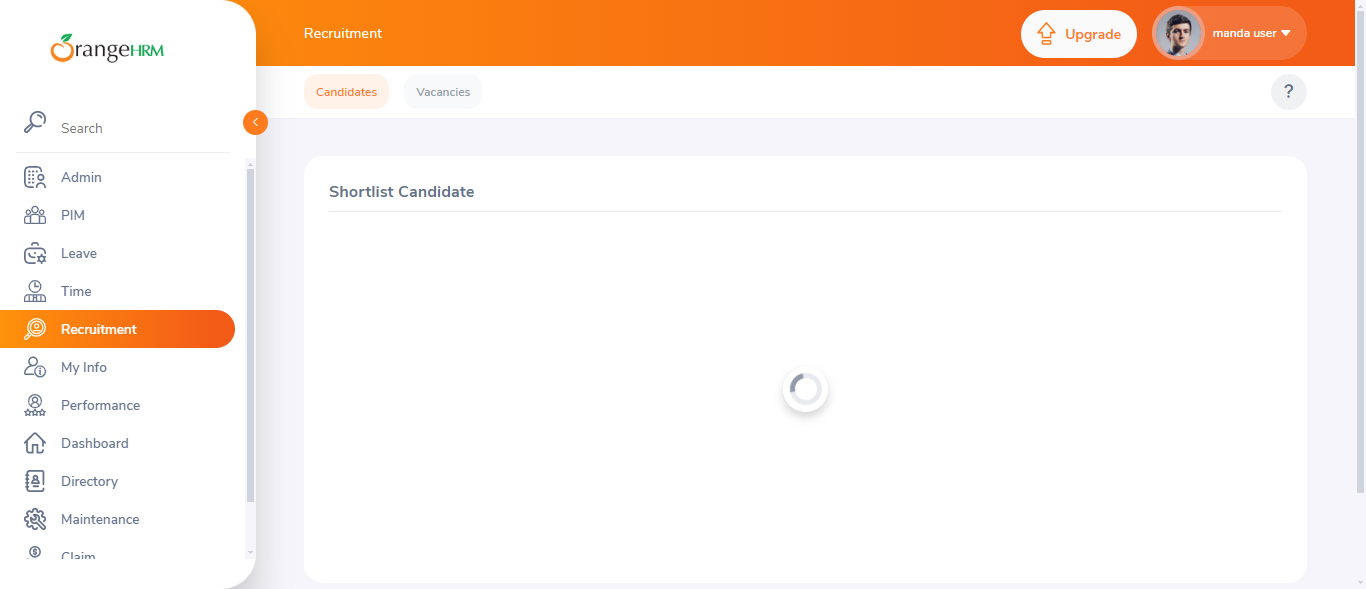 OrangeHRM
Search
Admin
PIM
Leave
Time
Recruitment
My Info
Performance
Dashboard
Directory
Maintenance
Claim
Recruitment
Upgrade
manda user
Candidates
Vacancies
?
Shortlist Candidate